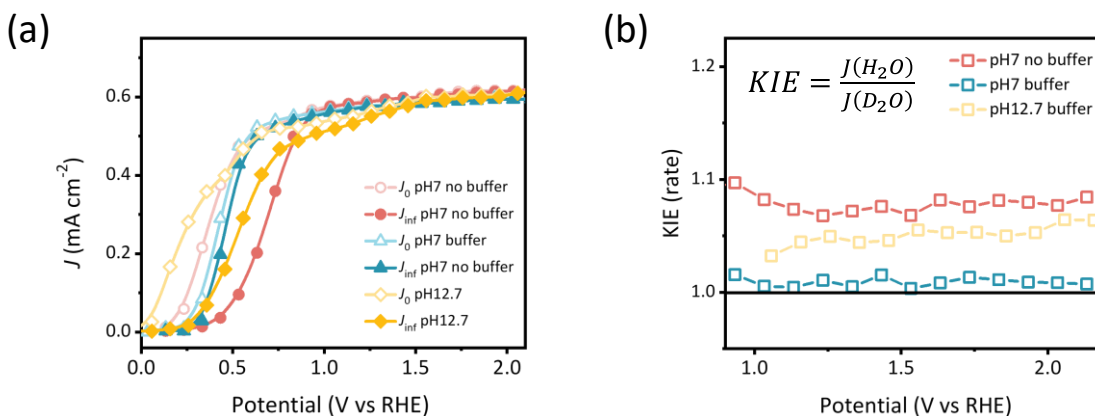 (a)
0.6
0.4
0.2
0.0
J (mA cm⁻²)
J₀ pH7 no buffer
J_inf pH7 no buffer
J₀ pH7 buffer
J_inf pH7 no buffer
J₀ pH12.7
J_inf pH12.7
0.0 0.5 1.0 1.5 2.0
Potential (V vs RHE)
(b)
1.2
1.1
1.0
KIE (rate)
KIE = J(H₂O) / J(D₂O)
pH7 no buffer
pH7 buffer
pH12.7 buffer
1.0 1.5 2.0
Potential (V vs RHE)